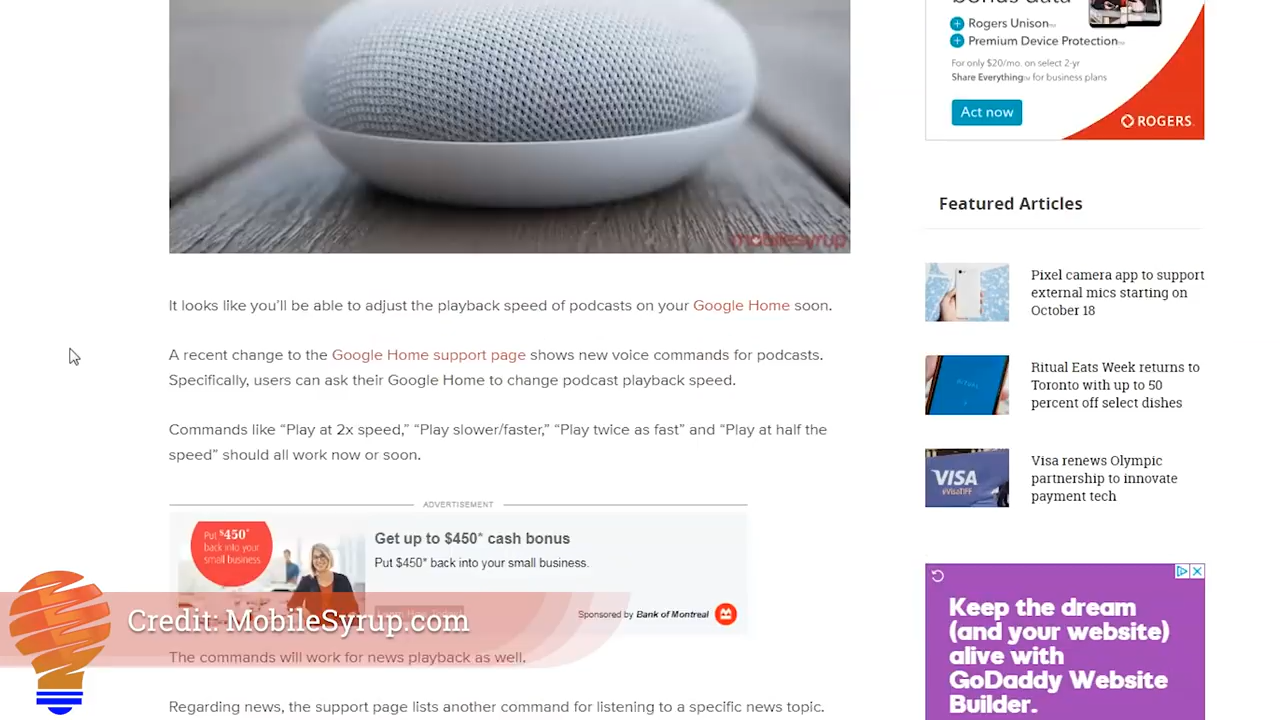 bonus data
Rogers Unison™
Premium Device Protection™
For only $20/mo. on select 2-yr
Share Everything™ for business plans
Act now
ROGERS.
mobilesyrup
Featured Articles
Pixel camera app to support
external mics starting on
October 18
Ritual Eats Week returns to
Toronto with up to 50
percent off select dishes
VISA
#VisaTIFF
Visa renews Olympic
partnership to innovate
payment tech
It looks like you’ll be able to adjust the playback speed of podcasts on your Google Home soon.
A recent change to the Google Home support page shows new voice commands for podcasts.
Specifically, users can ask their Google Home to change podcast playback speed.
Commands like “Play at 2x speed,” “Play slower/faster,” “Play twice as fast” and “Play at half the
speed” should all work now or soon.
ADVERTISEMENT
Put $450*
back into your
small business
Get up to $450* cash bonus
Put $450* back into your small business.
Sponsored by Bank of Montreal
Credit: MobileSyrup.com
The commands will work for news playback as well.
Regarding news, the support page lists another command for listening to a specific news topic.
Keep the dream
(and your website)
alive with
GoDaddy Website
Builder.